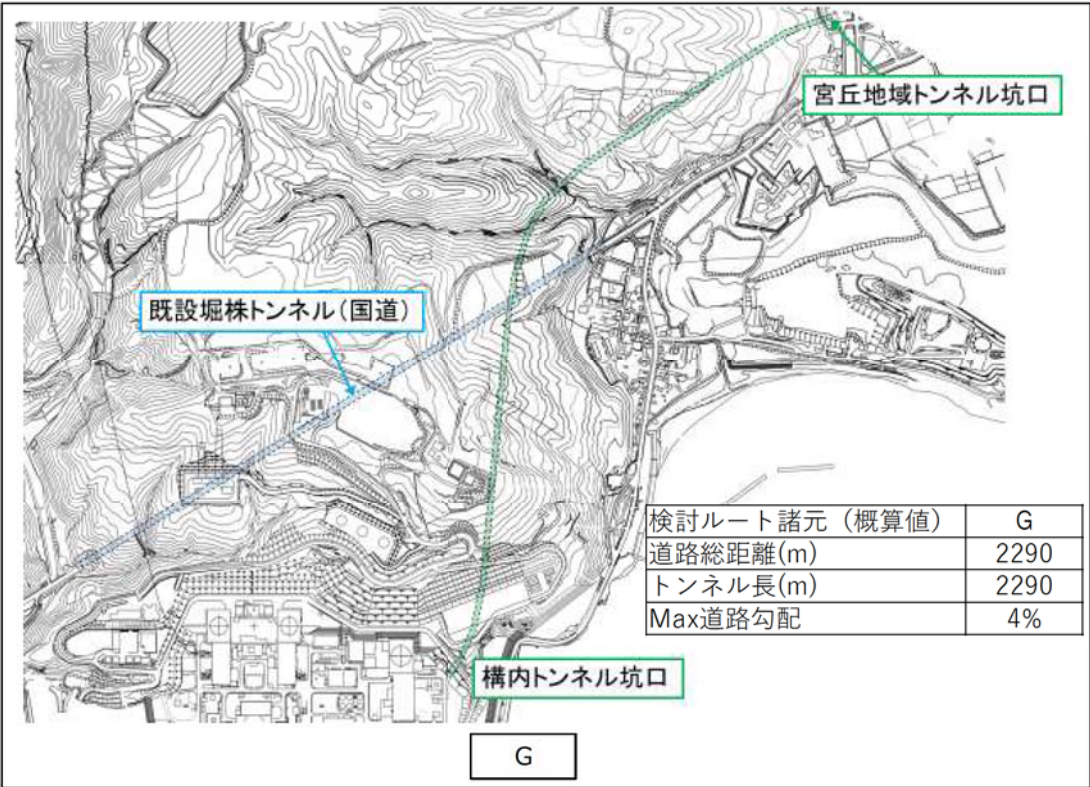 宮丘地域トンネル坑口
既設堀株トンネル(国道)
検討ルート諸元（概算値） G
道路総距離(m) 2290
トンネル長(m) 2290
Max道路勾配 4%
構内トンネル坑口
G